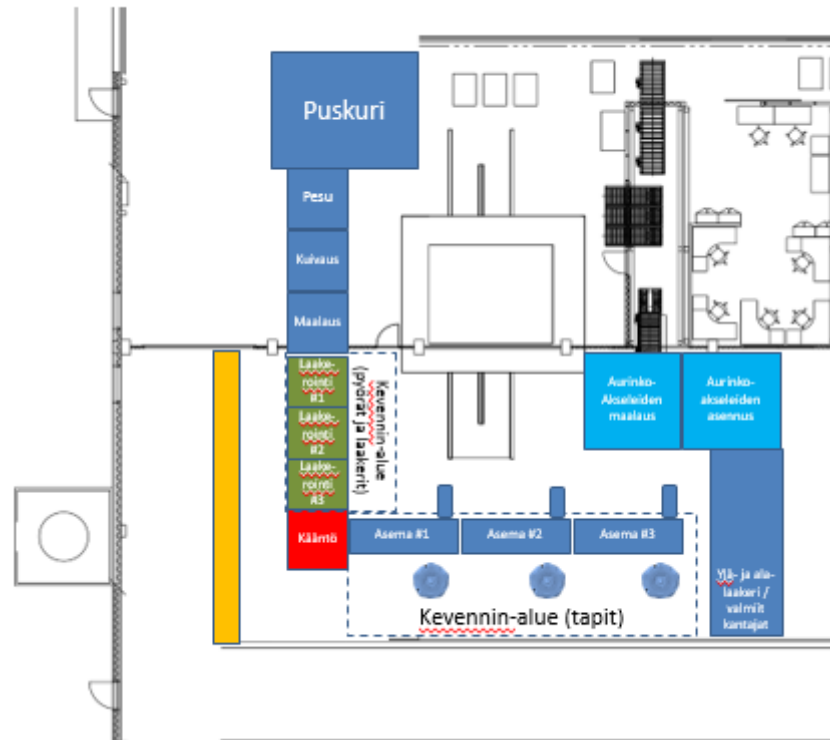 Puskuri
Pesu
Kuivaus
Maalaus
Laake-
rointi
#1
Laake-
rointi
#2
Laake-
rointi
#3
Kevennin-alue
(pyörät ja laakerit)
Kääntö
Asema #1
Asema #2
Asema #3
Kevennin-alue (tapit)
Aurinko-
Akseleiden
maalaus
Aurinko-
akseleiden
asennus
Ylä- ja ala-
laakeri /
valmiit
kantajat